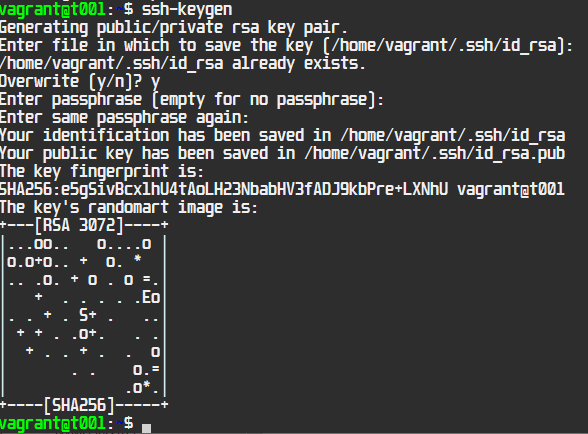 vagrant@t001:~$ ssh-keygen
Generating public/private rsa key pair.
Enter file in which to save the key (/home/vagrant/.ssh/id_rsa):
/home/vagrant/.ssh/id_rsa already exists.
Overwrite (y/n)? y
Enter passphrase (empty for no passphrase):
Enter same passphrase again:
Your identification has been saved in /home/vagrant/.ssh/id_rsa
Your public key has been saved in /home/vagrant/.ssh/id_rsa.pub
The key fingerprint is:
SHA256:e5gSivBcx1hU4tAoLH23NbabHV3fADJ9kbPre+LXNhU vagrant@t001
The key's randomart image is:
+---[RSA 3072]----+
|...oo..   o....o |
|o.o+o.. +  o. *  |
|.. .o. + o . o =.|
|   +  . . . . .Eo|
|. . + . S+ .   ..|
| + + . .o+.   . .|
|  + . . + .  .  o|
|       . .    o.=|
|             .o*.|
+----[SHA256]-----+
vagrant@t001:~$